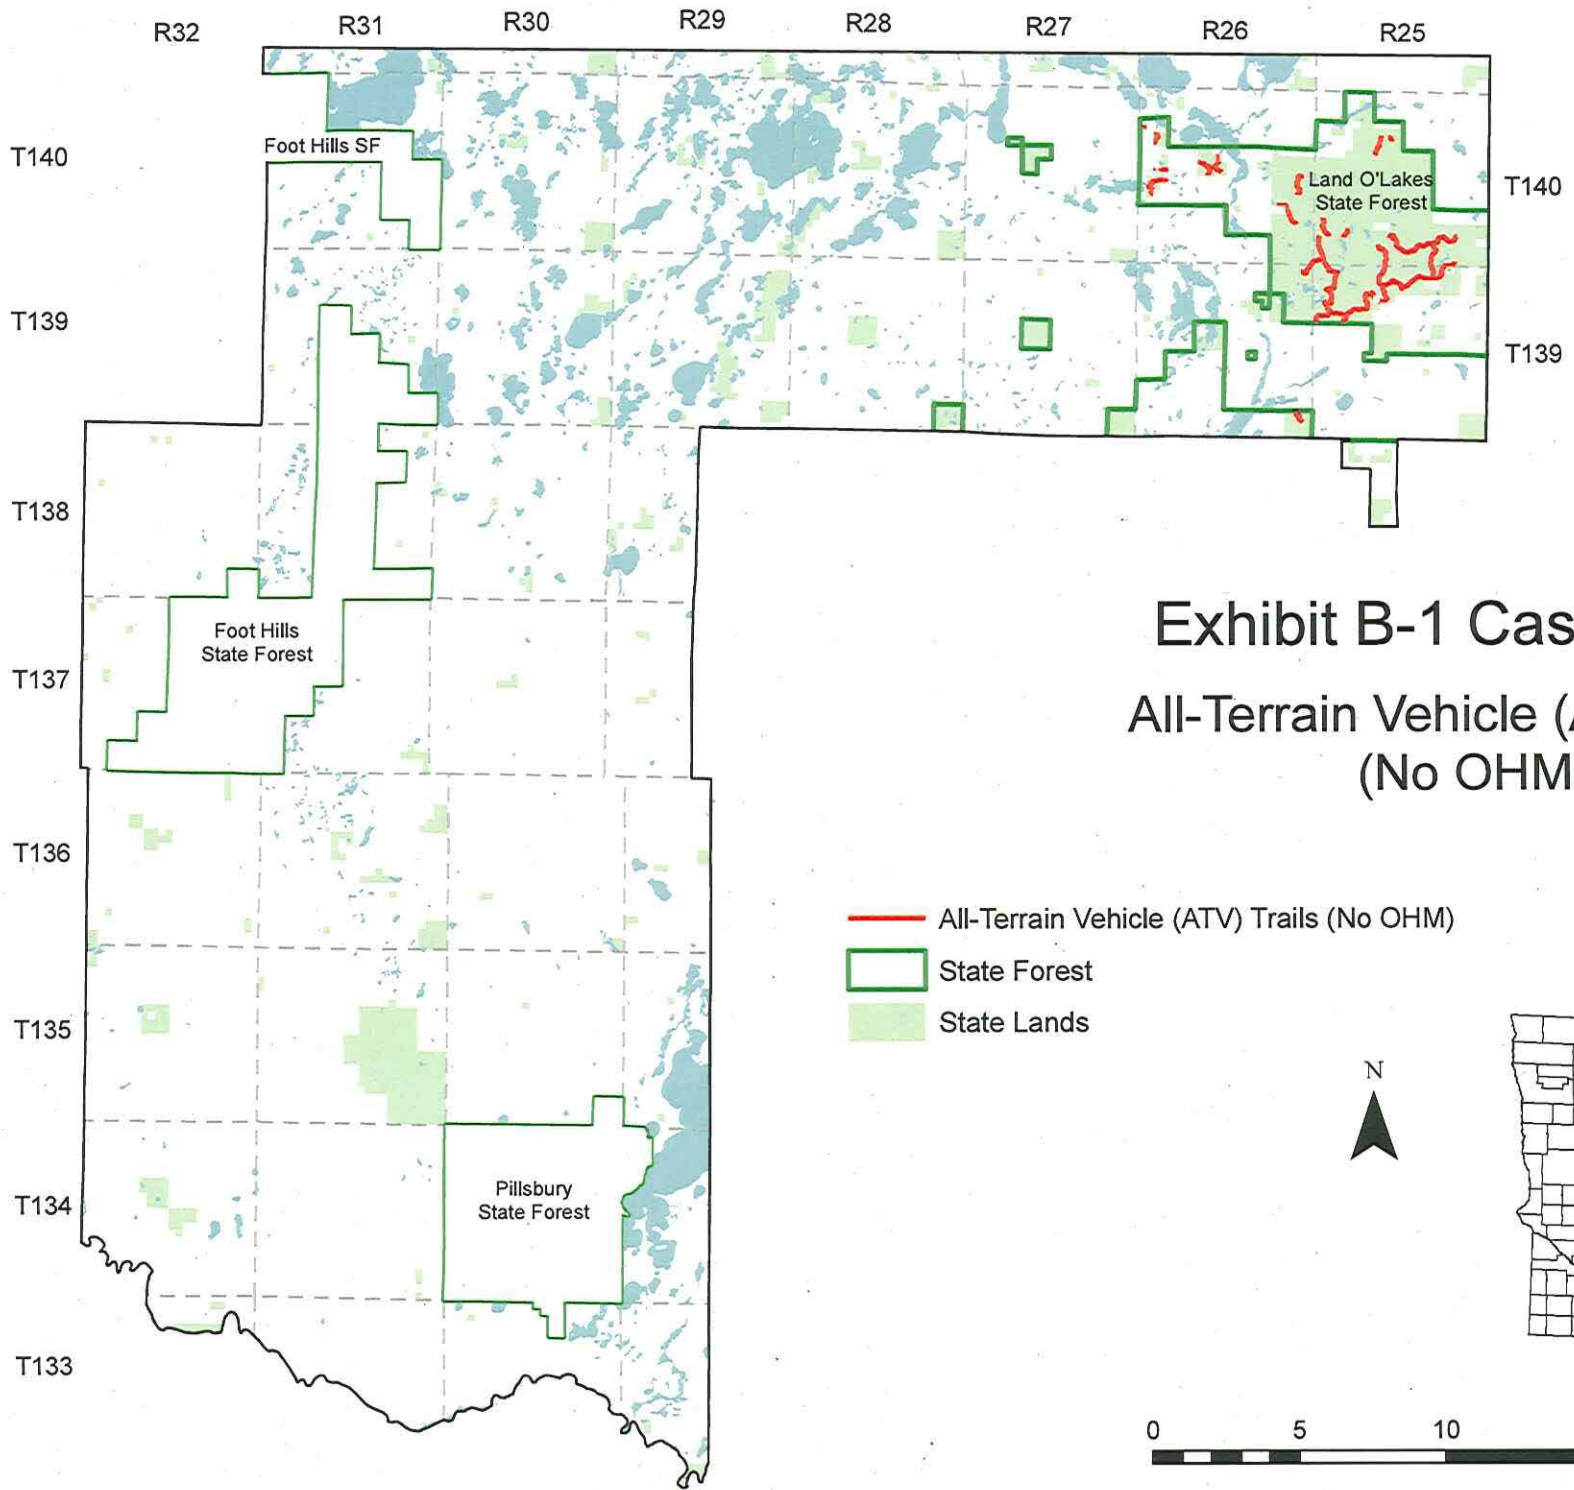 R32 R31 R30 R29 R28 R27 R26 R25
T140
Foot Hills SF
Land O'Lakes
State Forest
T140
T139
T139
T138
Foot Hills
State Forest
T137
Exhibit B-1 Cas
All-Terrain Vehicle (A
(No OHM
T136
All-Terrain Vehicle (ATV) Trails (No OHM)
State Forest
State Lands
T135
N
T134
Pillsbury
State Forest
T133
0 5 10